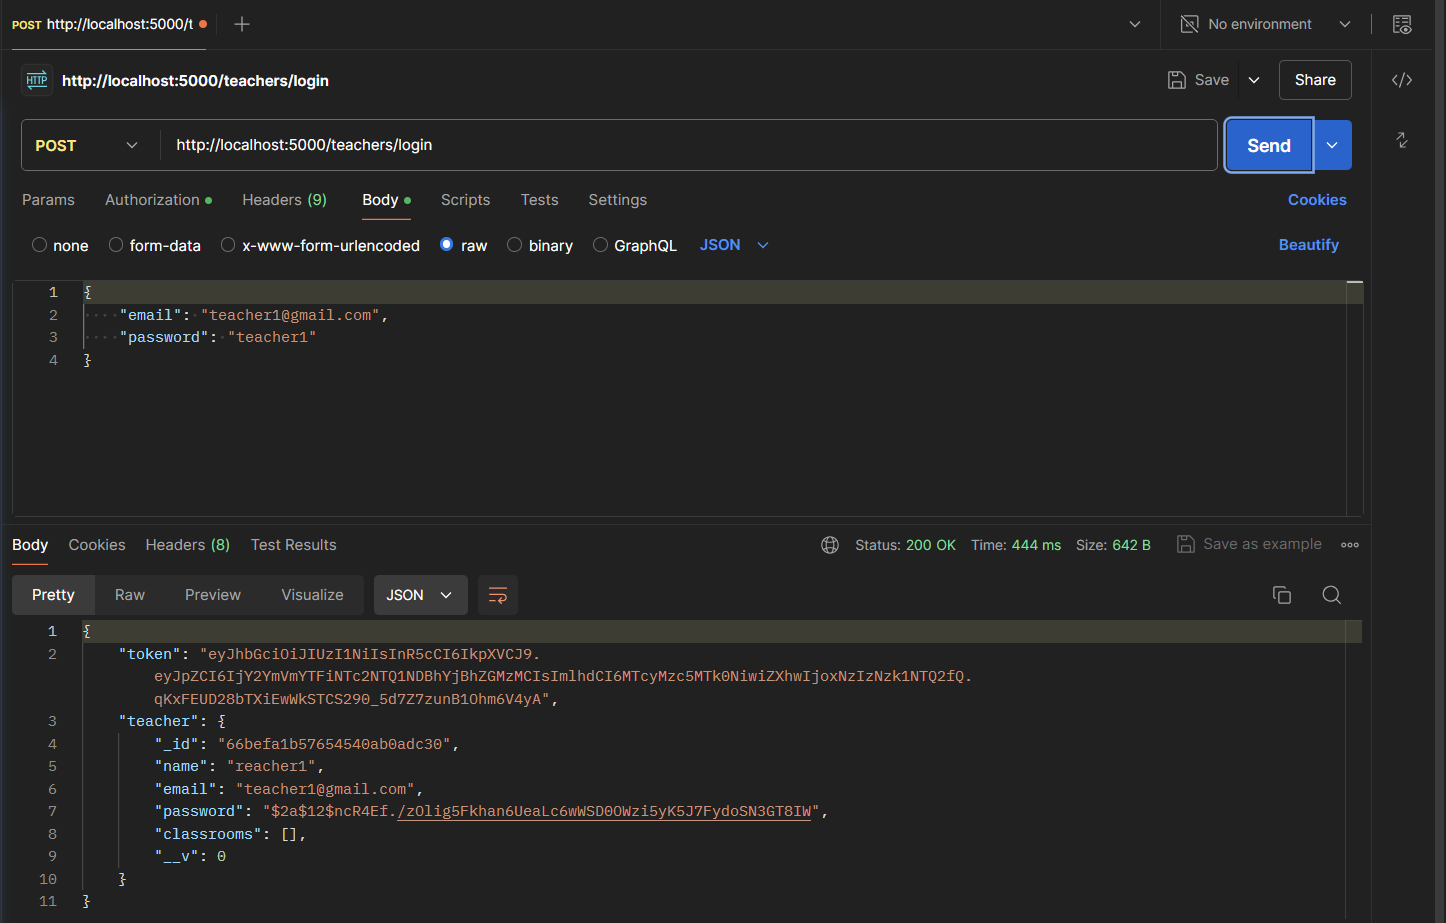 POST http://localhost:5000/t
No environment
HTTP http://localhost:5000/teachers/login
Save
Share
POST http://localhost:5000/teachers/login
Send
Params Authorization Headers (9) Body Scripts Tests Settings Cookies
none form-data x-www-form-urlencoded raw binary GraphQL JSON Beautify
1 {
2 "email": "teacher1@gmail.com",
3 "password": "teacher1"
4 }
Body Cookies Headers (8) Test Results Status: 200 OK Time: 444 ms Size: 642 B Save as example
Pretty Raw Preview Visualize JSON
1 {
2 "token": "eyJhbGciOiJIUzI1NiIsInR5cCI6IkpXVCJ9.
eyJpZCI6IjY2YmVmYTFiNTc2NTQ1NDBhYjBhZGMzMCIsImlhdCI6MTcyMzc5MTk0NiwiZXhwIjoxNzIzNzk1NTQ2fQ.
qKxFEUD28bTXiEwWkSTCS290_5d7Z7zunB1Ohm6V4yA",
3 "teacher": {
4 "_id": "66befa1b57654540ab0adc30",
5 "name": "reacher1",
6 "email": "teacher1@gmail.com",
7 "password": "$2a$12$ncR4Ef./zOlig5Fkhan6UeaLc6wWSD0OWzi5yK5J7FydoSN3GT8IW",
8 "classrooms": [],
9 "__v": 0
10 }
11 }